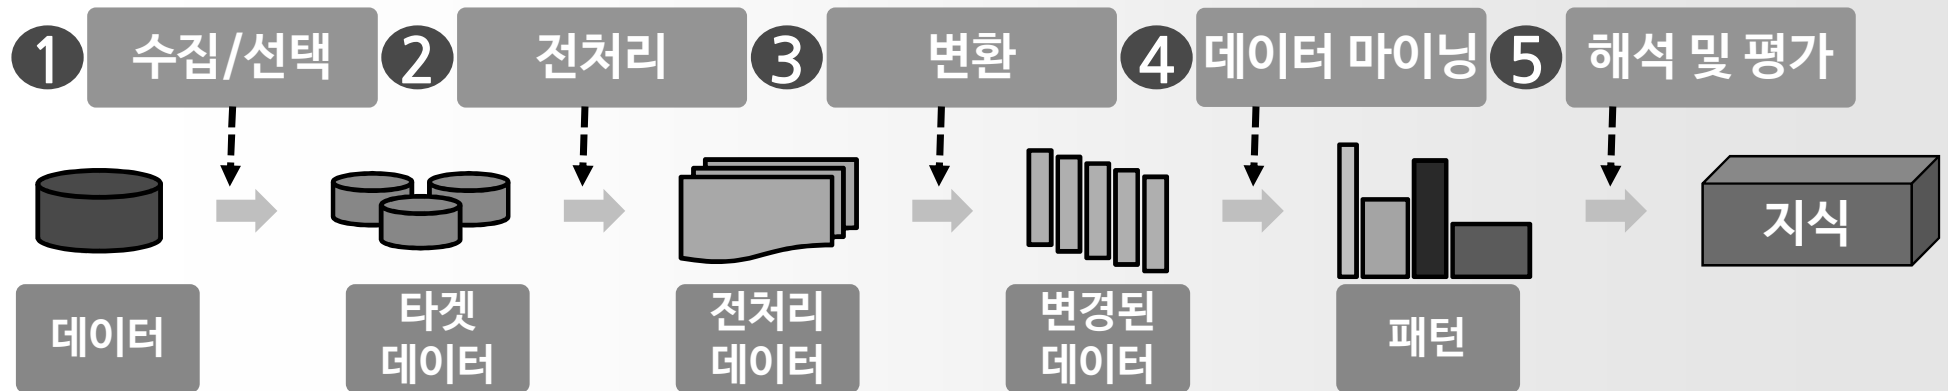 1 수집/선택 2 전처리 3 변환 4 데이터 마이닝 5 해석 및 평가
지식
데이터
타겟
데이터
전처리
데이터
변경된
데이터
패턴